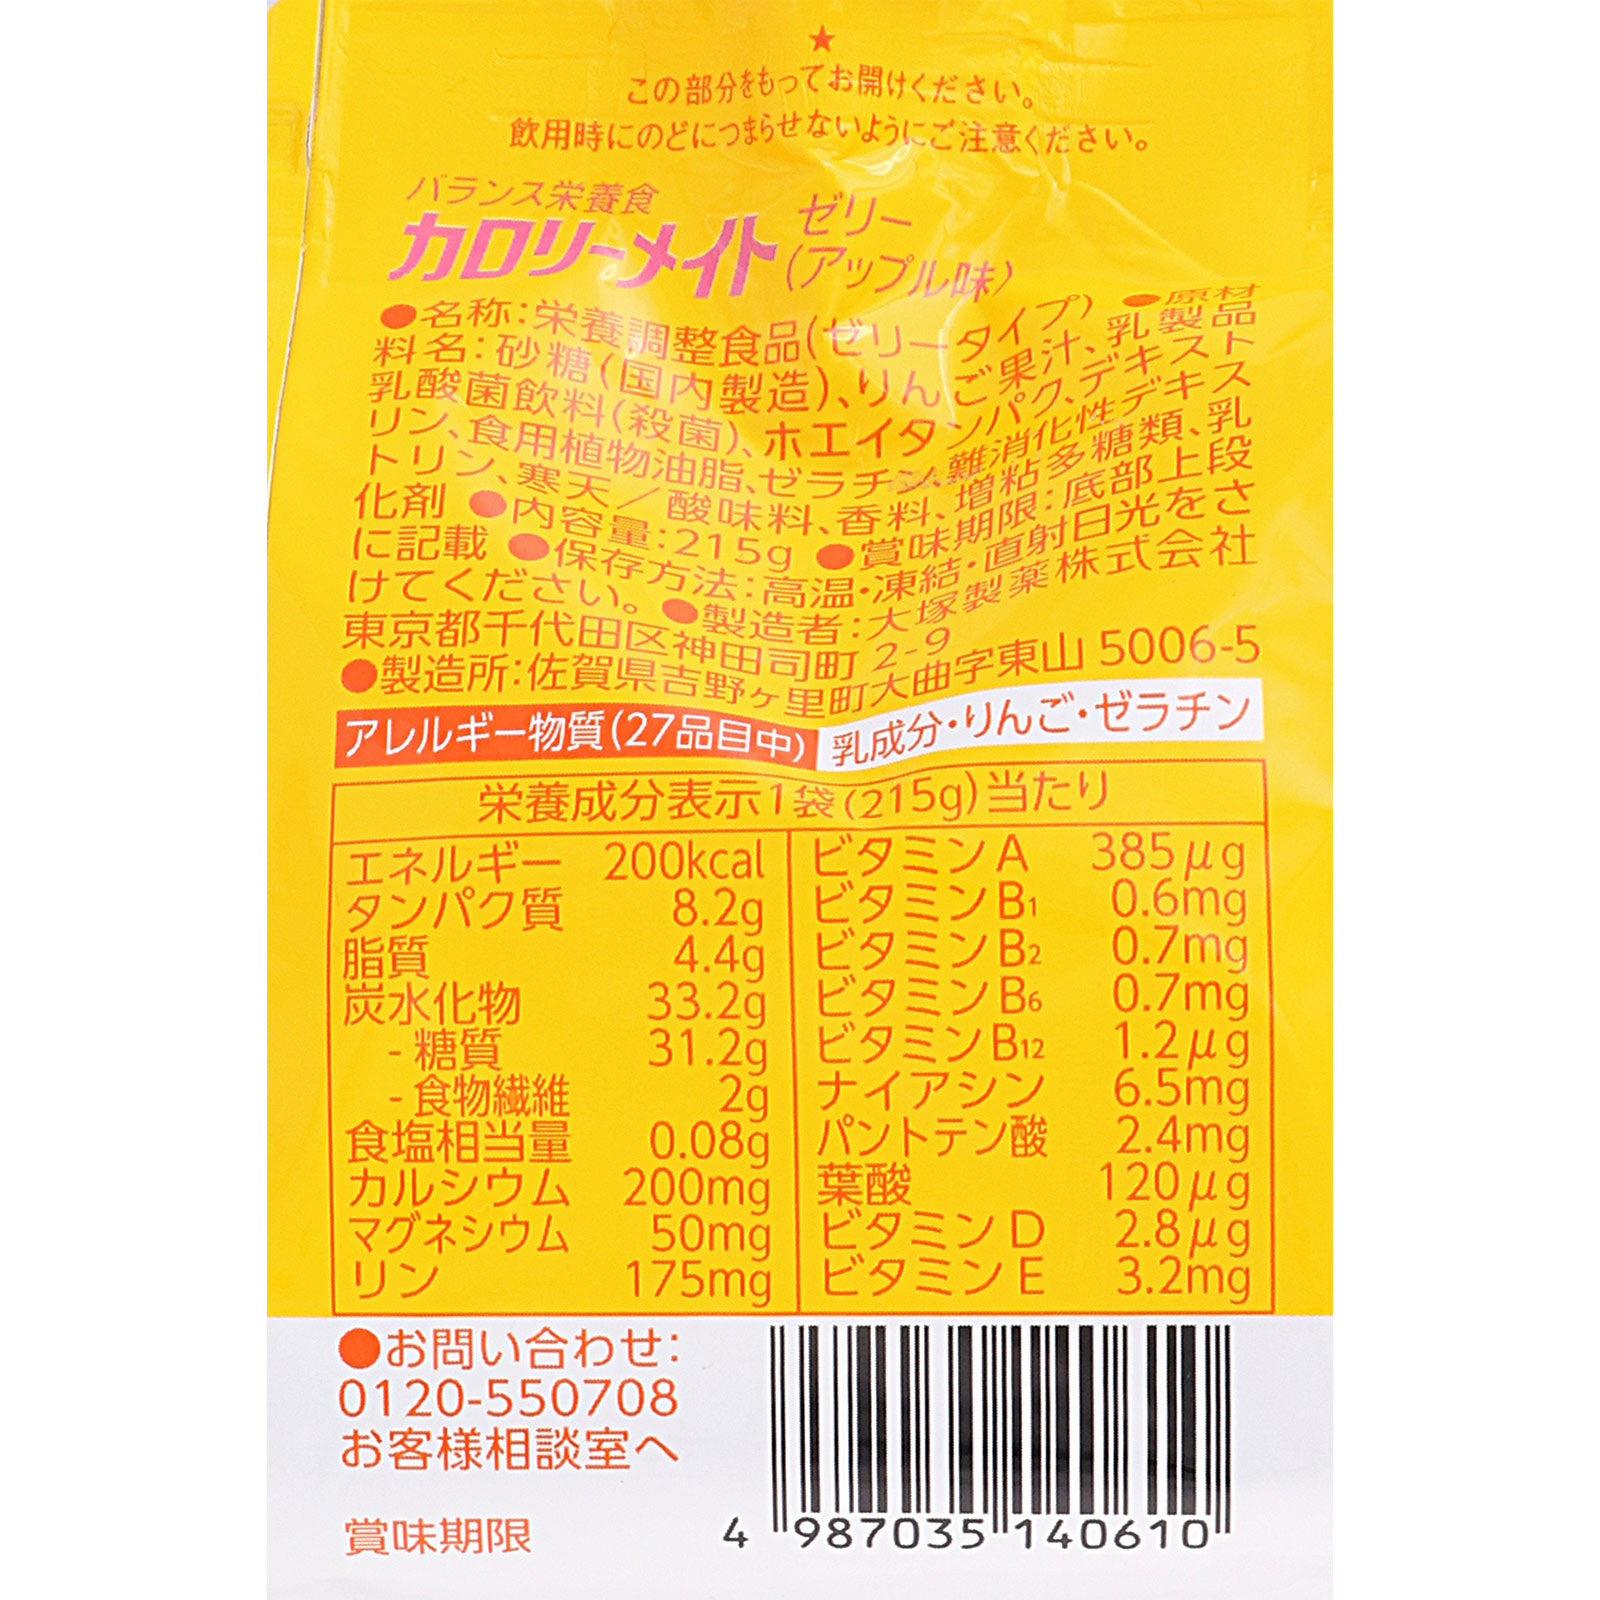 ★
この部分をもってお開けください。
飲用時にのどにつまらせないようにご注意ください。
バランス栄養食
カロリーメイト ゼリー
(アップル味)
●名称:栄養調整食品(ゼリータイプ) ●原材
料名:砂糖(国内製造)、りんご果汁、乳製品
乳酸菌飲料(殺菌)、ホエイタンパク、デキスト
リン、食用植物油脂、ゼラチン、難消化性デキス
トリン、寒天/酸味料、香料、増粘多糖類、乳
化剤 ●内容量:215g ●賞味期限:底部上段
に記載 ●保存方法:高温・凍結・直射日光をさ
けてください。 ●製造者:大塚製薬株式会社
東京都千代田区神田司町 2-9
●製造所:佐賀県吉野ヶ里町大曲字東山 5006-5
アレルギー物質(27品目中) 乳成分・りんご・ゼラチン
栄養成分表示1袋(215g)当たり
エネルギー 200kcal
タンパク質 8.2g
脂質 4.4g
炭水化物 33.2g
- 糖質 31.2g
- 食物繊維 2g
食塩相当量 0.08g
カルシウム 200mg
マグネシウム 50mg
リン 175mg
ビタミンA 385μg
ビタミンB1 0.6mg
ビタミンB2 0.7mg
ビタミンB6 0.7mg
ビタミンB12 1.2μg
ナイアシン 6.5mg
パントテン酸 2.4mg
葉酸 120μg
ビタミンD 2.8μg
ビタミンE 3.2mg
●お問い合わせ:
0120-550708
お客様相談室へ
賞味期限
4 987035 140610